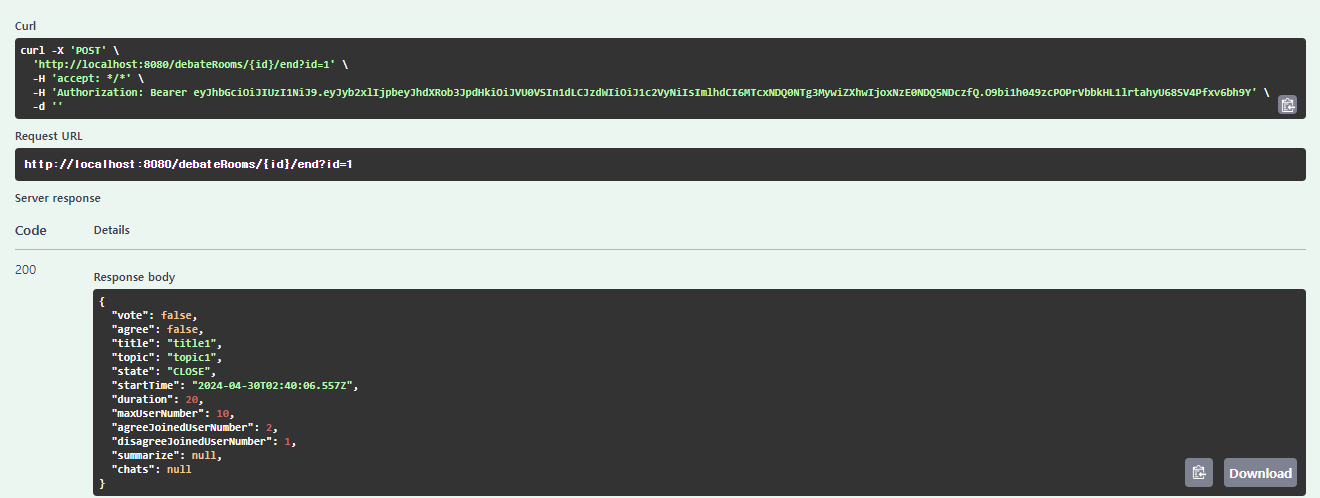 Curl
curl -X 'POST' \
'http://localhost:8080/debateRooms/{id}/end?id=1' \
-H 'accept: */*' \
-H 'Authorization: Bearer eyJhbGciOiJIUzI1NiJ9.eyJyb2xlIjpbeyJhdXRob3JpdHkiOiJVU0VSIn1dLCJzdWIiOiJ1c2VyNiIsImlhdCI6MTcxNDQ0NTg3MywiZXhwIjoxNzE0NDQ5NDczfQ.O9bi1h049zcPOPrVbbkHL1lrtahyU68SV4Pfxv6bh9Y' \
-d ''
Request URL
http://localhost:8080/debateRooms/{id}/end?id=1
Server response
Code Details
200
Response body
{
"vote": false,
"agree": false,
"title": "title1",
"topic": "topic1",
"state": "CLOSE",
"startTime": "2024-04-30T02:40:06.557Z",
"duration": 20,
"maxUserNumber": 10,
"agreeJoinedUserNumber": 2,
"disagreeJoinedUserNumber": 1,
"summarize": null,
"chats": null
}
Download